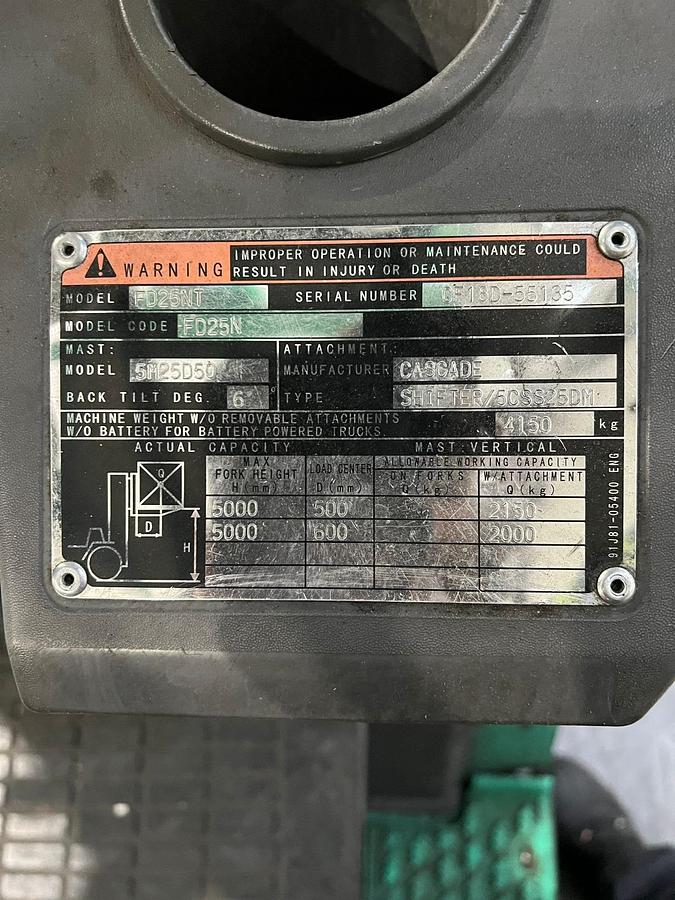 WARNING
IMPROPER OPERATION OR MAINTENANCE COULD
RESULT IN INJURY OR DEATH
MODEL FD25NT SERIAL NUMBER CF18D-55135
MODEL CODE FD25N
MAST: ATTACHMENT:
MODEL SM25D50 MANUFACTURER CASCADE
BACK TILT DEG. 6 TYPE SHIFTER/5CSS25DM
MACHINE WEIGHT W/O REMOVABLE ATTACHMENTS
W/O BATTERY FOR BATTERY POWERED TRUCKS 4150 kg
ACTUAL CAPACITY MAST:VERTICAL
MAX
FORK HEIGHT
H(mm)
LOAD CENTER
D(mm)
ALLOWABLE WORKING CAPACITY
ON FORKS
Q(kg)
W/ATTACHMENT
Q(kg)
5000 500 2150
5000 600 2000
Q
D
H
91J81-05400 ENG